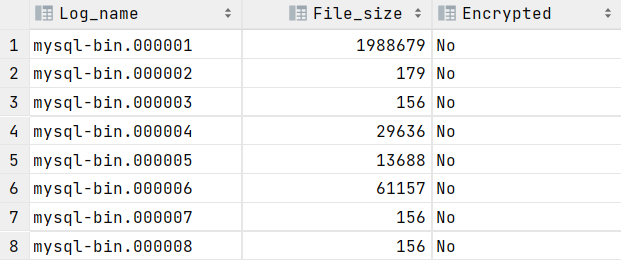 Log_name File_size Encrypted
1 mysql-bin.000001 1988679 No
2 mysql-bin.000002 179 No
3 mysql-bin.000003 156 No
4 mysql-bin.000004 29636 No
5 mysql-bin.000005 13688 No
6 mysql-bin.000006 61157 No
7 mysql-bin.000007 156 No
8 mysql-bin.000008 156 No